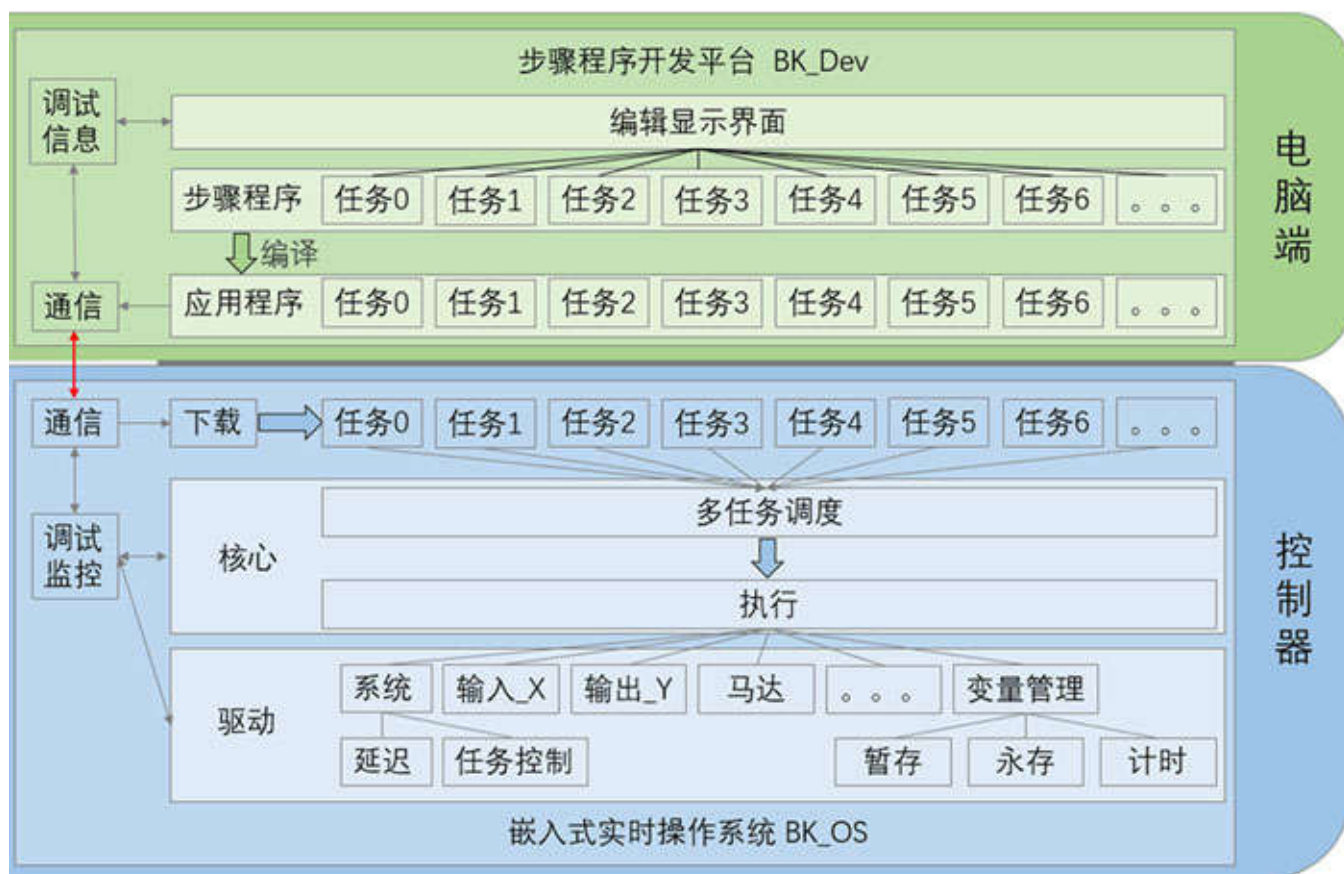 步骤程序开发平台 BK_Dev
调试
信息
编辑显示界面
步骤程序 任务0 任务1 任务2 任务3 任务4 任务5 任务6 。。。
编译
通信 应用程序 任务0 任务1 任务2 任务3 任务4 任务5 任务6 。。。
电脑端
通信 下载 任务0 任务1 任务2 任务3 任务4 任务5 任务6 。。。
多任务调度
调试
监控
核心
执行
驱动
系统 输入_X 输出_Y 马达 。。。 变量管理
延迟 任务控制 暂存 永存 计时
嵌入式实时操作系统 BK_OS
控制器